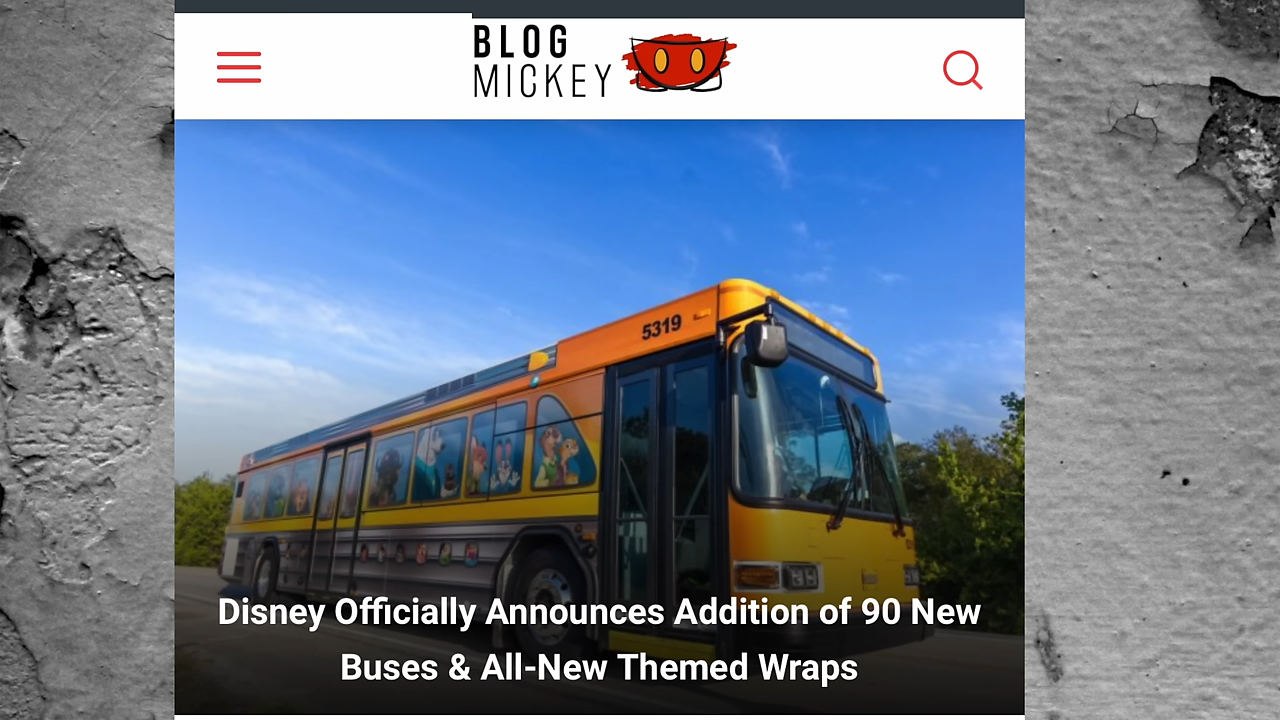 BLOG
MICKEY
5319
Disney Officially Announces Addition of 90 New
Buses & All-New Themed Wraps